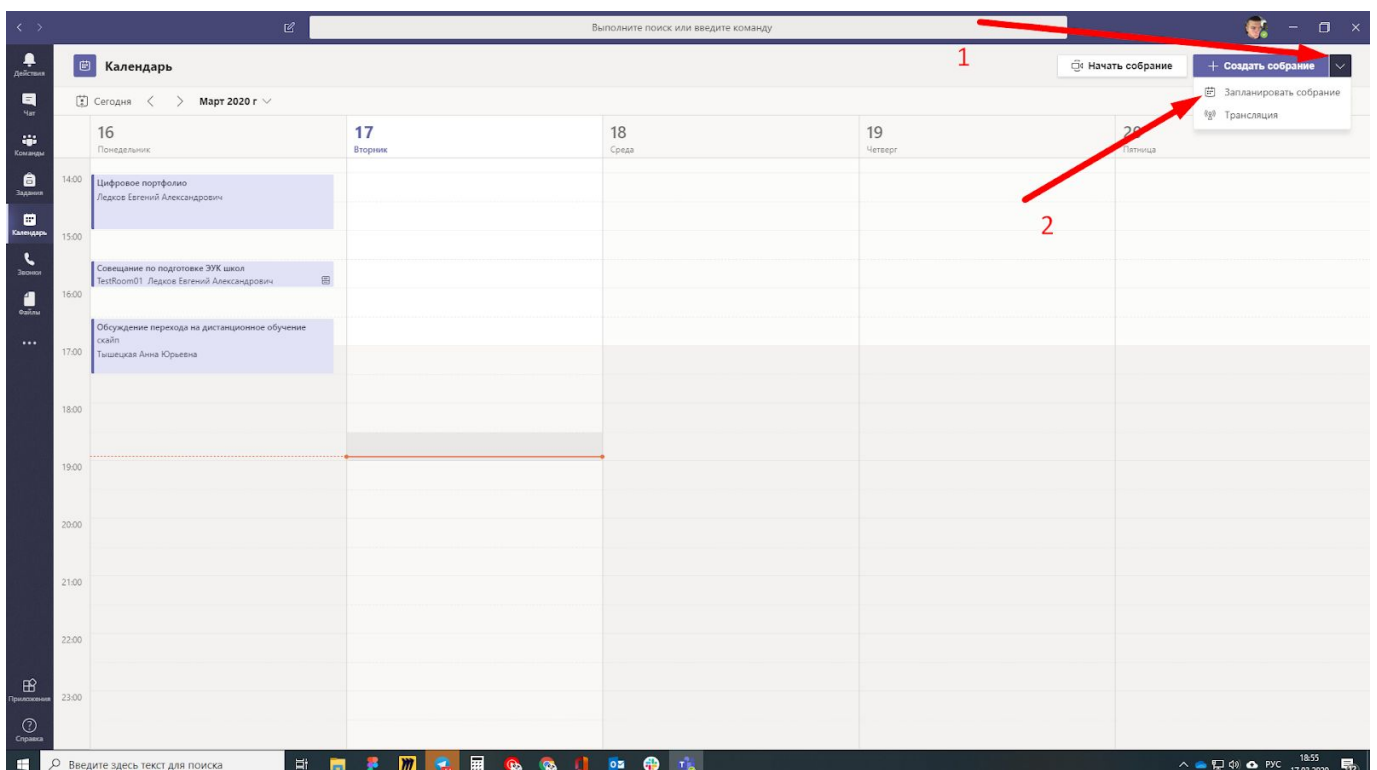 Выполните поиск или введите команду
1
Действия
Календарь
Начать собрание
+ Создать собрание
Запланировать собрание
Трансляция
Чат
Сегодня
Март 2020 г
Команды
16
Понедельник
17
Вторник
18
Среда
19
Четверг
20
Пятница
Задания
14:00
Цифровое портфолио
Ледков Евгений Александрович
2
Календарь
15:00
Звонки
Совещание по подготовке ЭУК школ
TestRoom01 Ледков Евгений Александрович
Файлы
16:00
Обсуждение перехода на дистанционное обучение
скайп
Тышецкая Анна Юрьевна
17:00
18:00
19:00
20:00
21:00
22:00
23:00
Приложения
Справка
Введите здесь текст для поиска
РУС
18:55
17.03.2020